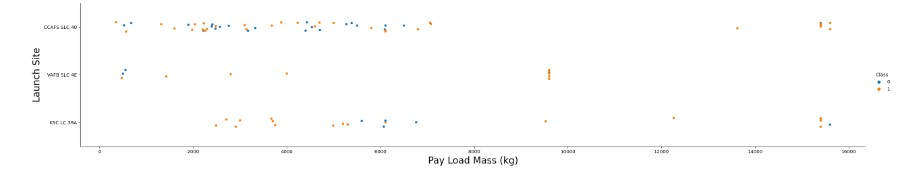 CCAFS SLC 40
VAFB SLC 4E
KSC LC 39A
Launch Site
0 2000 4000 6000 8000 10000 12000 14000 16000
Pay Load Mass (kg)
Class
0
1